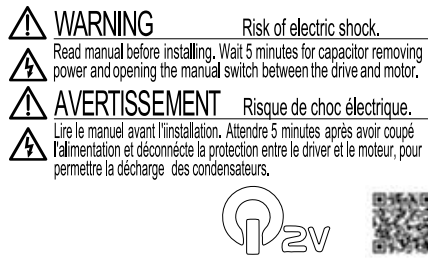 WARNING Risk of electric shock.
Read manual before installing. Wait 5 minutes for capacitor removing
power and opening the manual switch between the drive and motor.
AVERTISSEMENT Risque de choc électrique.
Lire le manuel avant l'installation. Attendre 5 minutes après avoir coupé
l'alimentation et déconnécte la protection entre le driver et le moteur, pour
permettre la décharge des condensateurs.
2V